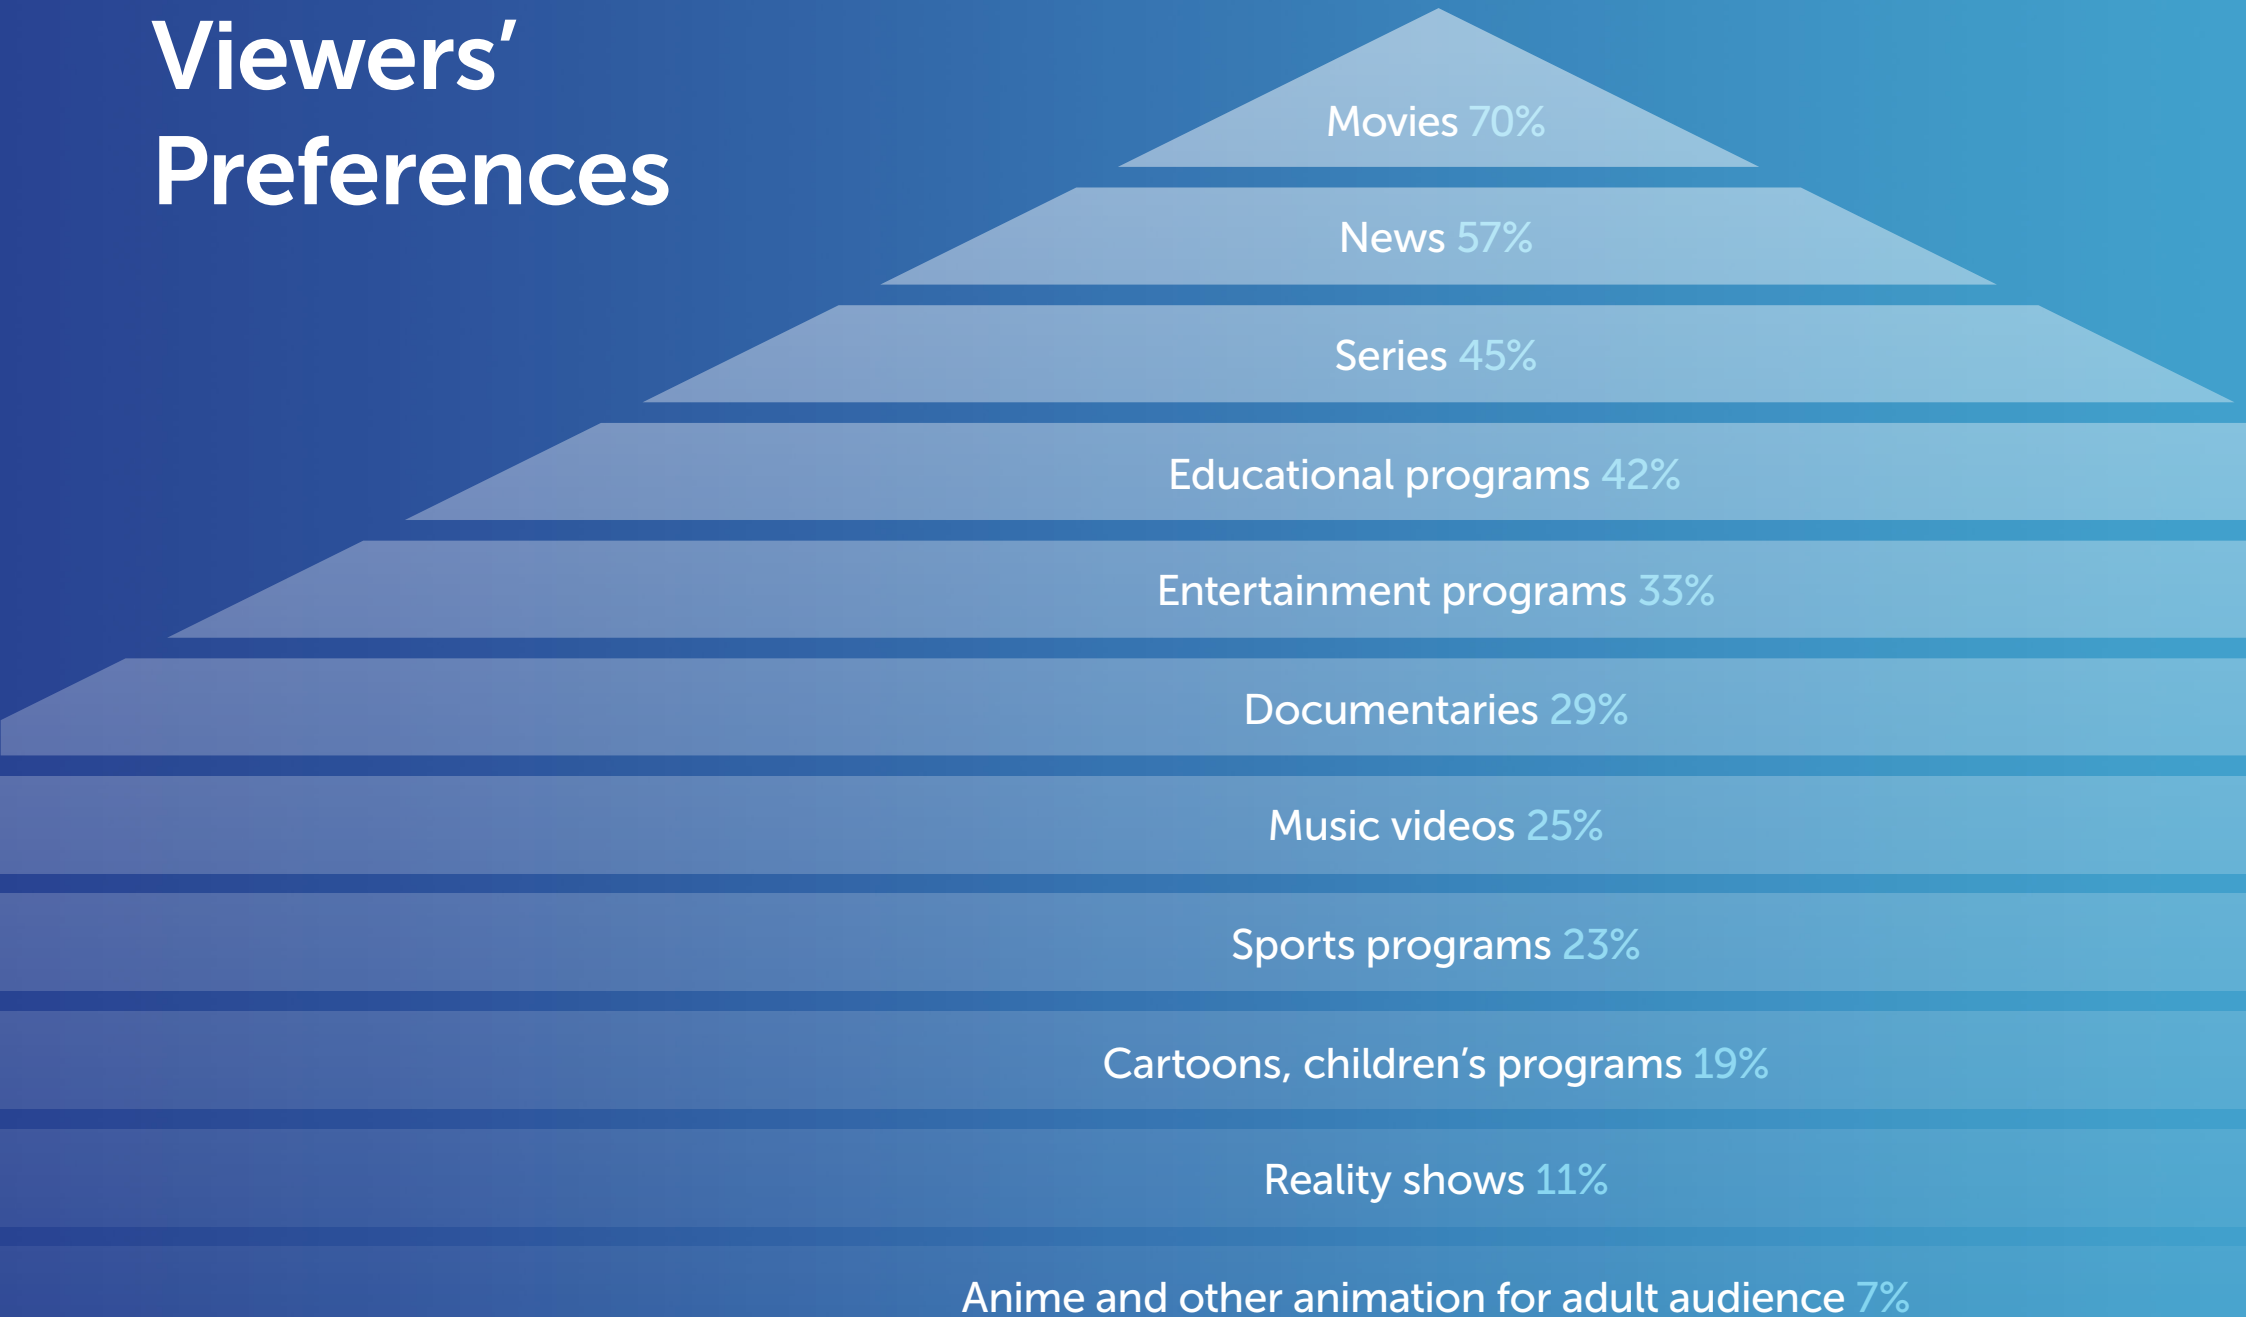 Viewers’
Preferences
Movies 70%
News 57%
Series 45%
Educational programs 42%
Entertainment programs 33%
Documentaries 29%
Music videos 25%
Sports programs 23%
Cartoons, children’s programs 19%
Reality shows 11%
Anime and other animation for adult audience 7%